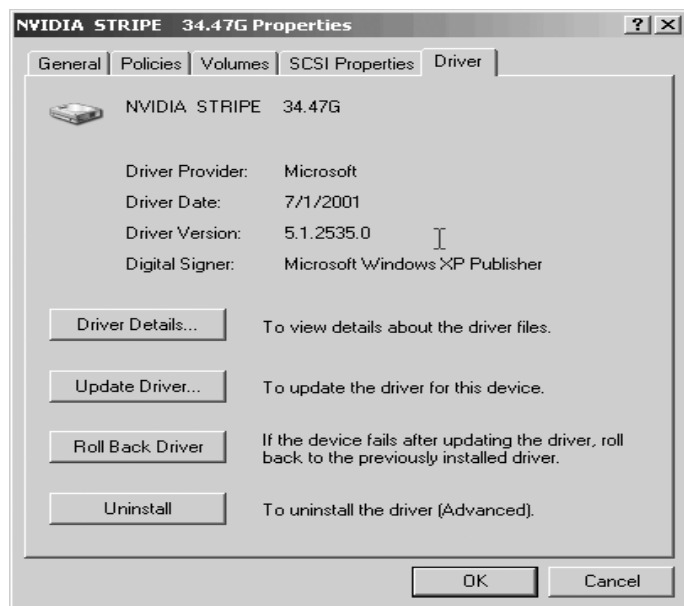 NVIDIA STRIPE 34.47G Properties
? X
General Policies Volumes SCSI Properties Driver
NVIDIA STRIPE 34.47G
Driver Provider: Microsoft
Driver Date: 7/1/2001
Driver Version: 5.1.2535.0
Digital Signer: Microsoft Windows XP Publisher
Driver Details... To view details about the driver files.
Update Driver... To update the driver for this device.
Roll Back Driver If the device fails after updating the driver, roll
back to the previously installed driver.
Uninstall To uninstall the driver (Advanced).
OK Cancel